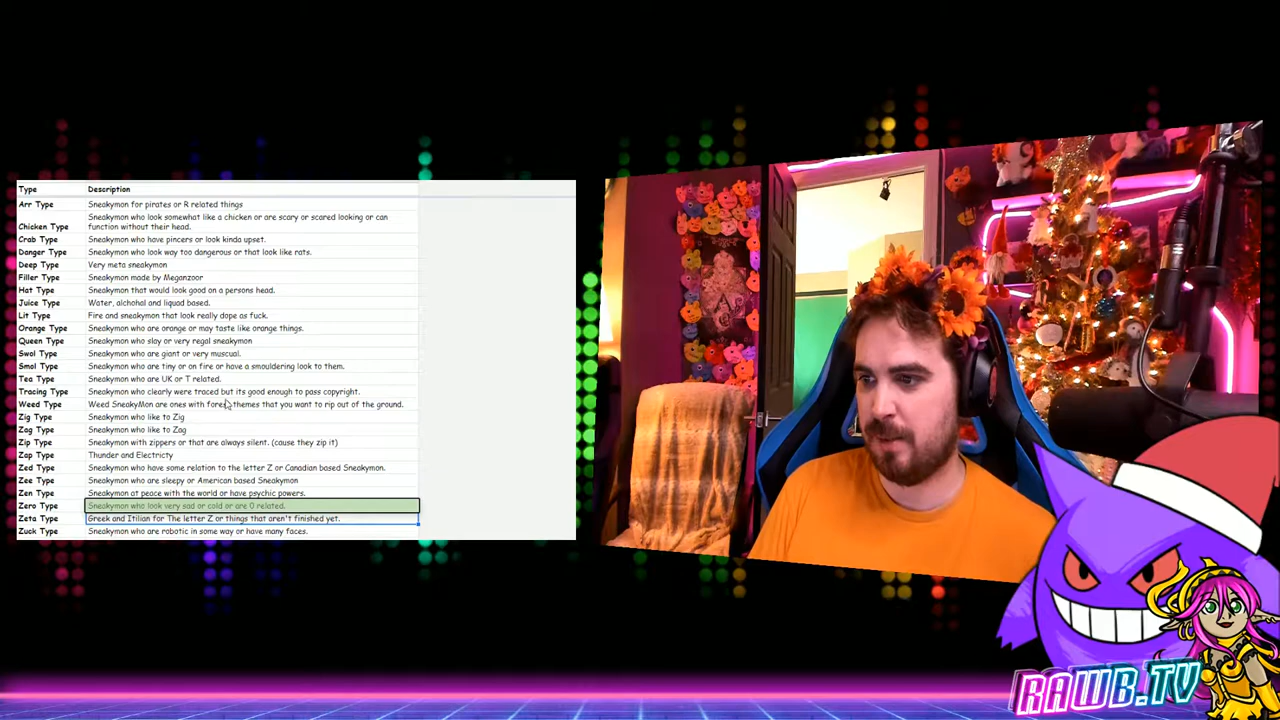 Type Description
Arr Type Sneakymon for pirates or R related things
Chicken Type Sneakymon who look somewhat like a chicken or are scary or scared looking or can
function without their head.
Crab Type Sneakymon who have pincers or look kinda upset.
Danger Type Sneakymon who look way too dangerous or that look like rats.
Deep Type Very meta sneakymon
Filler Type Sneakymon made by Meganzoor
Hat Type Sneakymon that would look good on a persons head.
Juice Type Water, alchohal and liquad based.
Lit Type Fire and sneakymon that look really dope as fuck.
Orange Type Sneakymon who are orange or may taste like orange things.
Queen Type Sneakymon who slay or very regal sneakymon
Swol Type Sneakymon who are giant or very muscual.
Smol Type Sneakymon who are tiny or on fire or have a smouldering look to them.
Tea Type Sneakymon who are UK or T related.
Tracing Type Sneakymon who clearly were traced but its good enough to pass copyright.
Weed Type Weed SneakyMon are ones with forest themes that you want to rip out of the ground.
Zig Type Sneakymon who like to Zig
Zag Type Sneakymon who like to Zag
Zip Type Sneakymon with zippers or that are always silent. (cause they zip it)
Zap Type Thunder and Electricty
Zed Type Sneakymon who have some relation to the letter Z or Canadian based Sneakymon.
Zee Type Sneakymon who are sleepy or American based Sneakymon
Zen Type Sneakymon at peace with the world or have psychic powers.
Zero Type Sneakymon who look very sad or cold or are 0 related.
Zeta Type Greek and Itilian for The letter Z or things that aren't finished yet.
Zuck Type Sneakymon who are robotic in some way or have many faces.
RAWB.TV